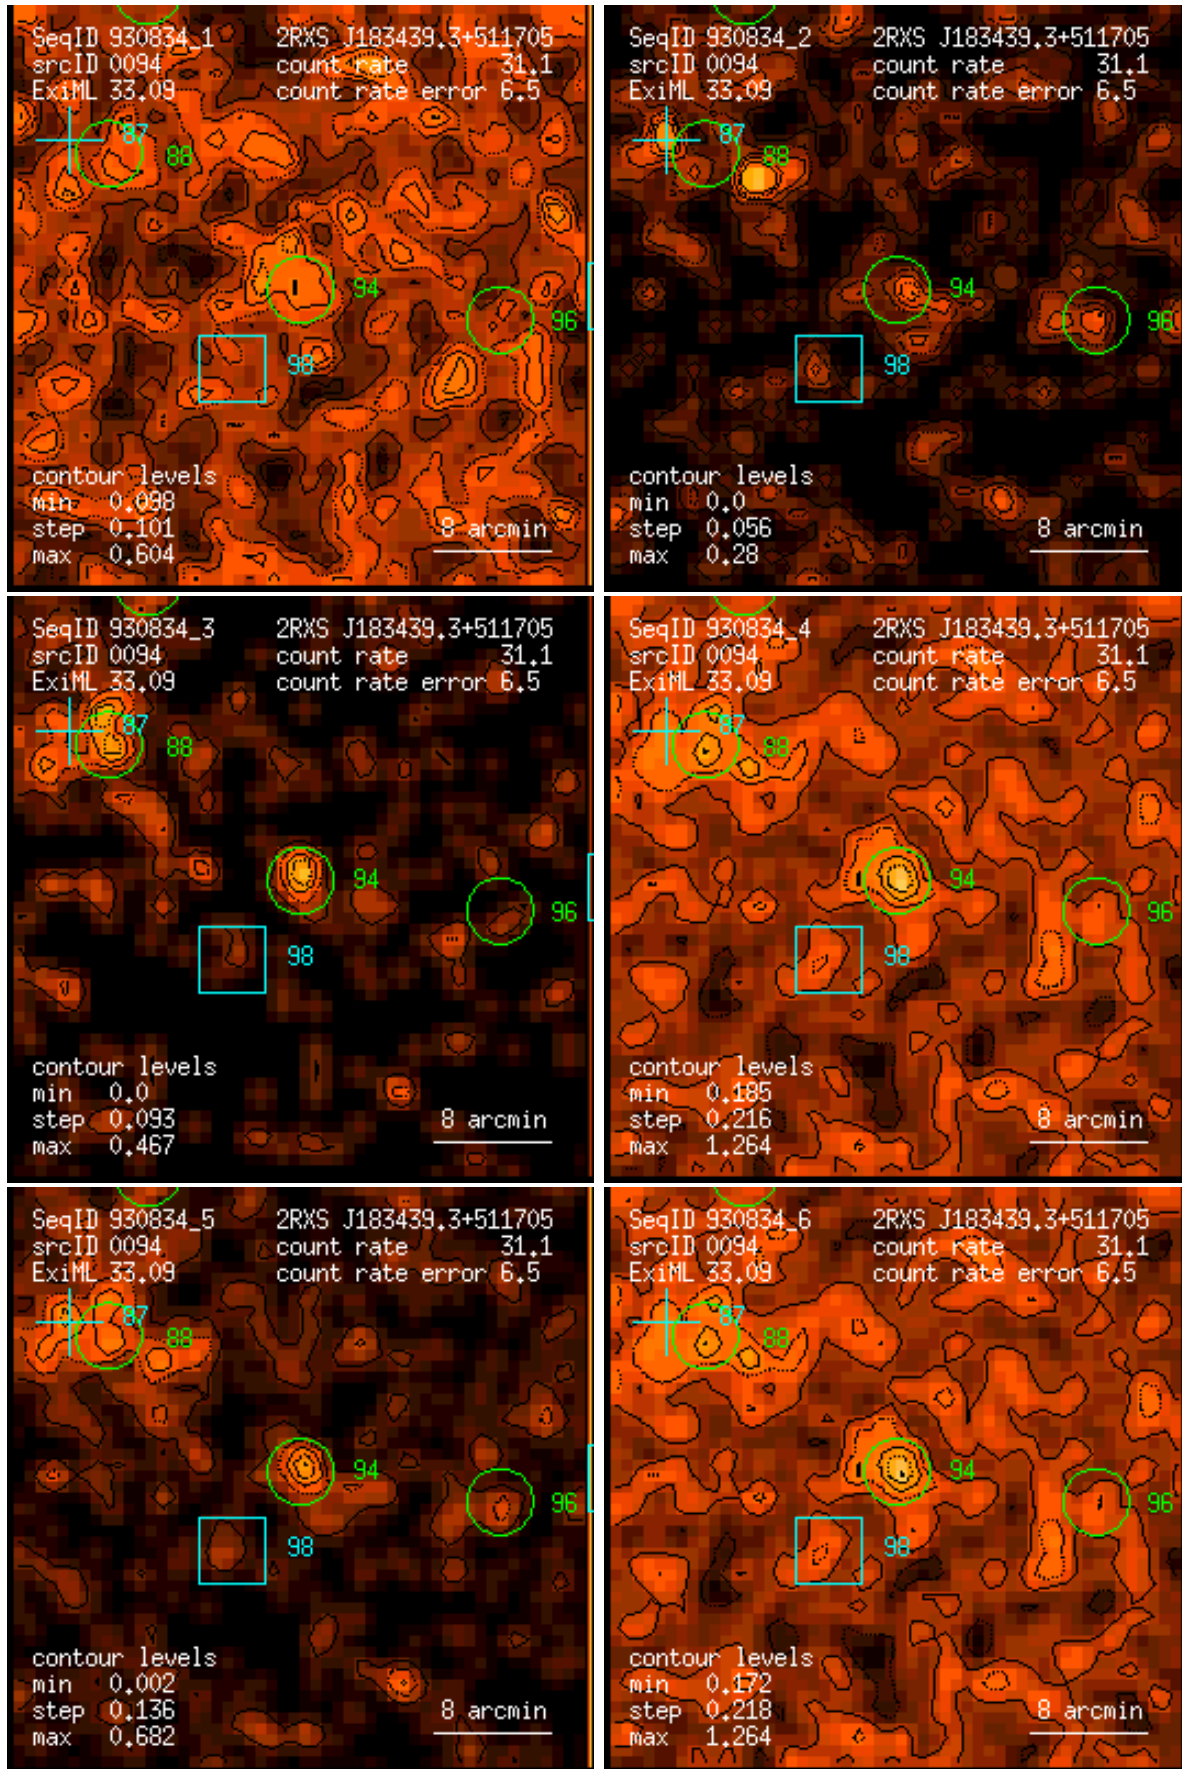 SeqID 930834_1 2RXS J183439.3+511705
srcID 0094 count rate 31.1
ExiML 33.09 count rate error 6.5
87
88
94
96
98
contour levels
min 0.098
step 0.101 8 arcmin
max 0.604
SeqID 930834_2 2RXS J183439.3+511705
srcID 0094 count rate 31.1
ExiML 33.09 count rate error 6.5
87
88
94
96
98
contour levels
min 0.0
step 0.056 8 arcmin
max 0.28
SeqID 930834_3 2RXS J183439.3+511705
srcID 0094 count rate 31.1
ExiML 33.09 count rate error 6.5
87
88
94
96
98
contour levels
min 0.0
step 0.093 8 arcmin
max 0.467
SeqID 930834_4 2RXS J183439.3+511705
srcID 0094 count rate 31.1
ExiML 33.09 count rate error 6.5
87
88
94
96
98
contour levels
min 0.185
step 0.216 8 arcmin
max 1.264
SeqID 930834_5 2RXS J183439.3+511705
srcID 0094 count rate 31.1
ExiML 33.09 count rate error 6.5
87
88
94
96
98
contour levels
min 0.002
step 0.136 8 arcmin
max 0.682
SeqID 930834_6 2RXS J183439.3+511705
srcID 0094 count rate 31.1
ExiML 33.09 count rate error 6.5
87
88
94
96
98
contour levels
min 0.172
step 0.218 8 arcmin
max 1.264